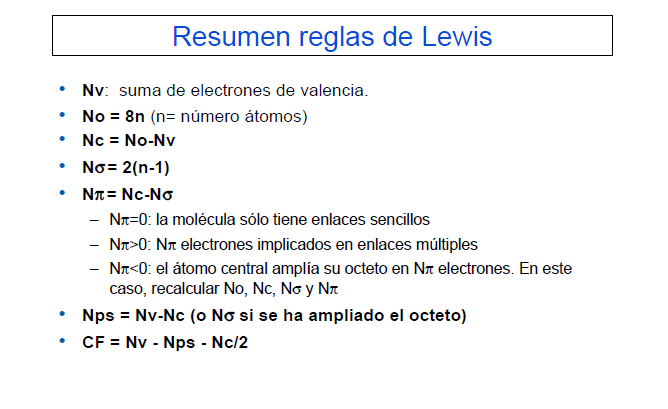 Resumen reglas de Lewis
• Nv: suma de electrones de valencia.
• No = 8n (n= número átomos)
• Nc = No-Nv
• Nσ= 2(n-1)
• Nπ= Nc-Nσ
– Nπ=0: la molécula sólo tiene enlaces sencillos
– Nπ>0: Nπ electrones implicados en enlaces múltiples
– Nπ<0: el átomo central amplía su octeto en Nπ electrones. En este
caso, recalcular No, Nc, Nσ y Nπ
• Nps = Nv-Nc (o Nσ si se ha ampliado el octeto)
• CF = Nv - Nps - Nc/2